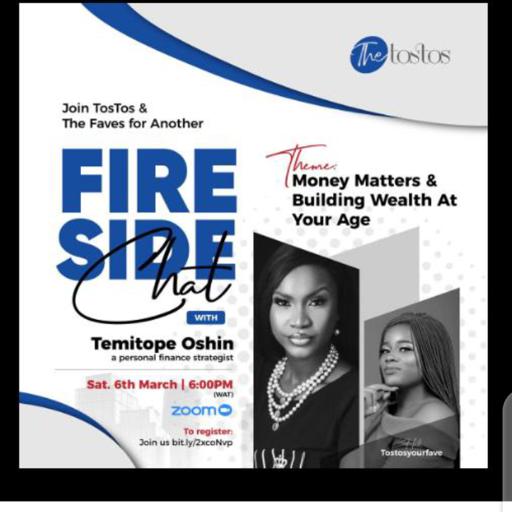 The tostos
Join TosTos &
The Faves for Another
FIRE
SIDE
Chat
WITH
Temitope Oshin
a personal finance strategist
Sat. 6th March | 6:00PM
(WAT)
zoom
To register:
Join us bit.ly/2xcoNvp
Theme:
Money Matters &
Building Wealth At
Your Age
Tostosyourfave